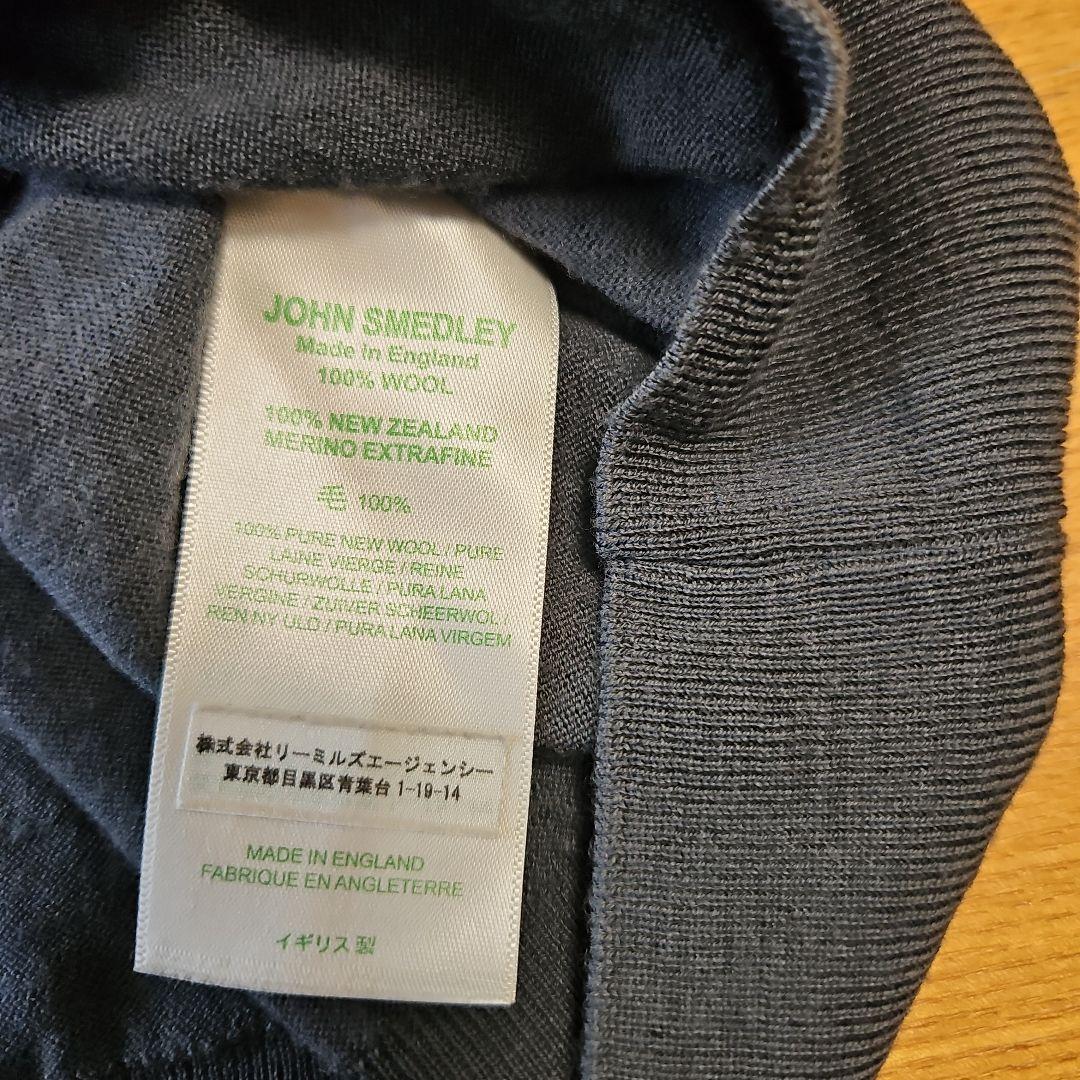 JOHN SMEDLEY
Made in England
100% WOOL
100% NEW ZEALAND
MERINO EXTRAFINE
毛 100%
100% PURE NEW WOOL / PURE
LAINE VIERGE / REINE
SCHURWOLLE / PURA LANA
VERGINE / ZUIVER SCHEERWOL
REN NY ULD / PURA LANA VIRGEM
株式会社リーミルズエージェンシー
東京都目黒区青葉台 1-19-14
MADE IN ENGLAND
FABRIQUE EN ANGLETERRE
イギリス 製